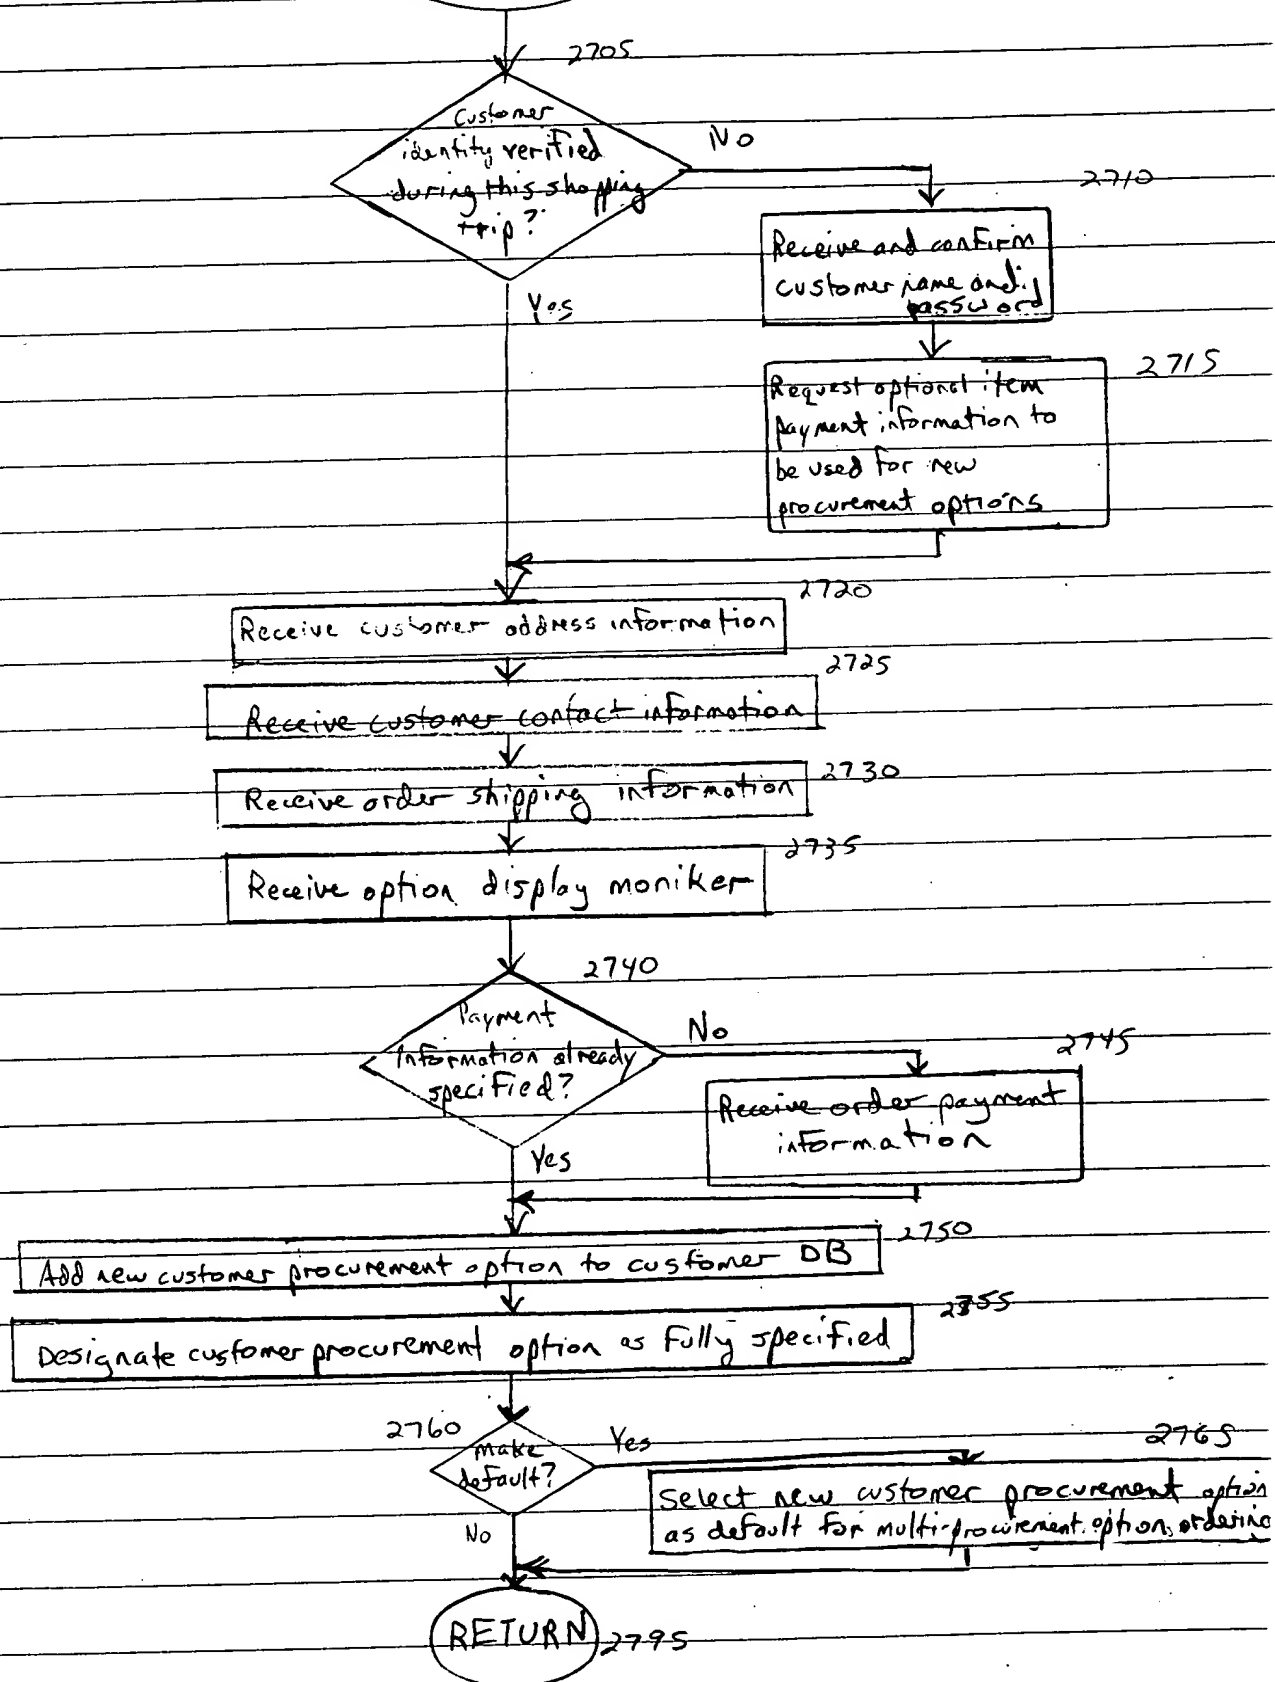 2705
Customer
identity verified
during this shopping
trip?
No
Yes
2710
Receive and confirm
customer name and
password
2715
Request optional item
payment information to
be used for new
procurement options
2720
Receive customer address information
2725
Receive customer contact information
2730
Receive order shipping information
2735
Receive option display moniker
2740
Payment
Information already
specified?
No
Yes
2745
Receive order payment
information
2750
Add new customer procurement option to customer DB
2755
Designate customer procurement option as fully specified
2760
make
default?
Yes
No
2765
Select new customer procurement option
as default for multi-procurement option ordering
RETURN
2795